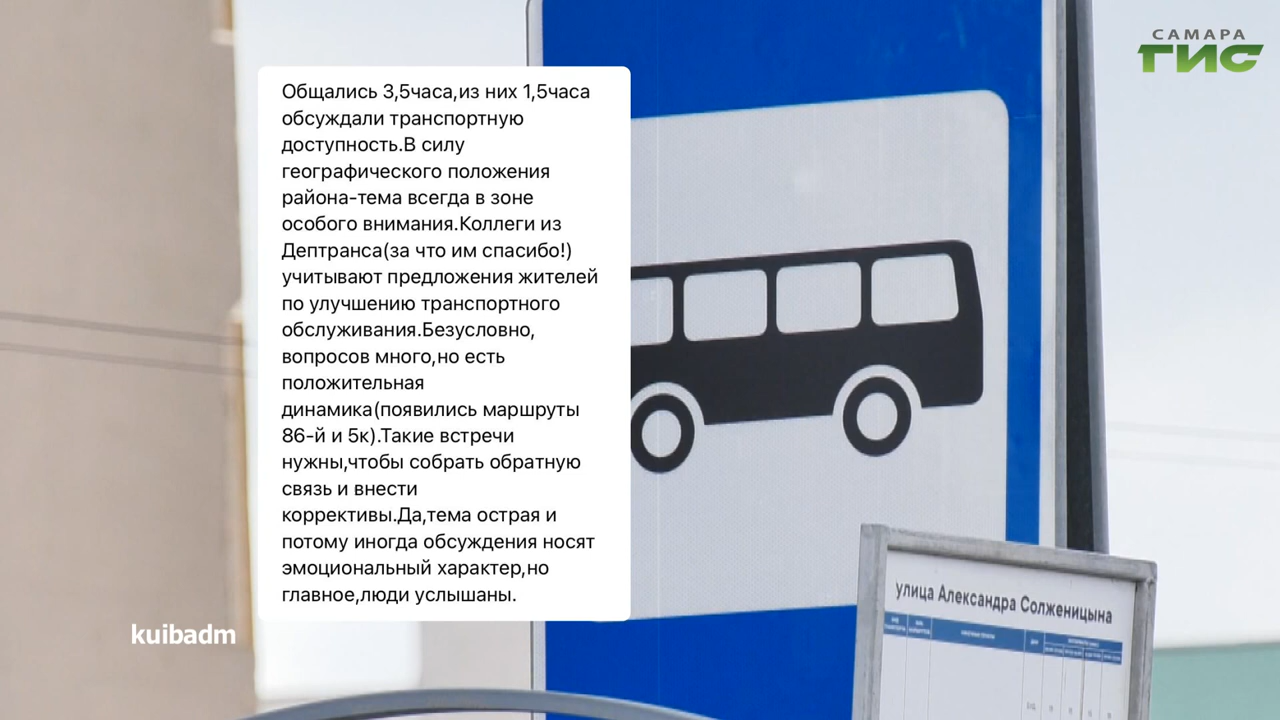 САМАРА
ГИС
Общались 3,5часа,из них 1,5часа
обсуждали транспортную
доступность.В силу
географического положения
района-тема всегда в зоне
особого внимания.Коллеги из
Дептранса(за что им спасибо!)
учитывают предложения жителей
по улучшению транспортного
обслуживания.Безусловно,
вопросов много,но есть
положительная
динамика(появились маршруты
86-й и 5к).Такие встречи
нужны,чтобы собрать обратную
связь и внести
коррективы.Да,тема острая и
потому иногда обсуждения носят
эмоциональный характер,но
главное,люди услышаны.
kuibadm
улица Александра Солженицына